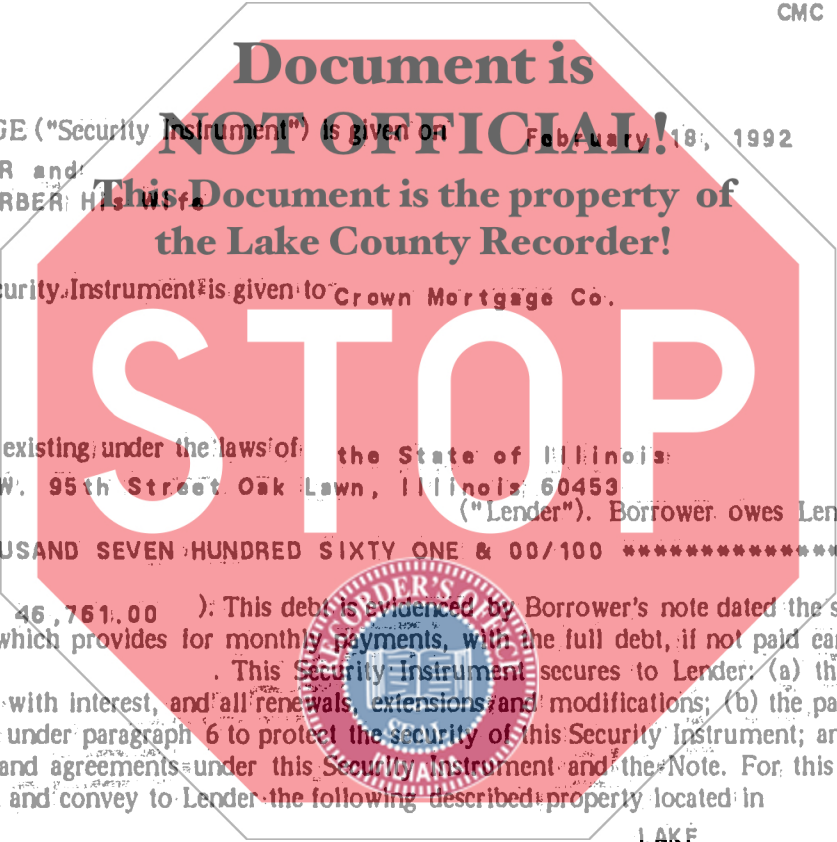 CMC
Document is
NOT OFFICIAL!
GE ("Security Instrument") is given on February 18, 1992
R and
This Document is the property of
RBER His Wife
the Lake County Recorder!
curity Instrument is given to Crown Mortgage Co.
STOP
existing under the laws of the State of Illinois
W. 95th Street Oak Lawn, Illinois 60453
("Lender"). Borrower owes Len
USAND SEVEN HUNDRED SIXTY ONE & 00/100 ****************
46,761.00 ). This debt is evidenced by Borrower's note dated the s
which provides for monthly payments, with the full debt, if not paid ear
. This Security Instrument secures to Lender: (a) th
with interest, and all renewals, extensions and modifications; (b) the pa
under paragraph 6 to protect the security of this Security Instrument; an
and agreements under this Security Instrument and the Note. For this
and convey to Lender the following described property located in
LAKE
SEAL